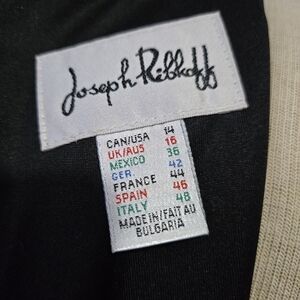 Joseph Ribkoff
CAN/USA 14
UK/AUS 16
MEXICO 36
GER. 42
FRANCE 44
SPAIN 46
ITALY 48
MADE IN/FAIT AU
BULGARIA